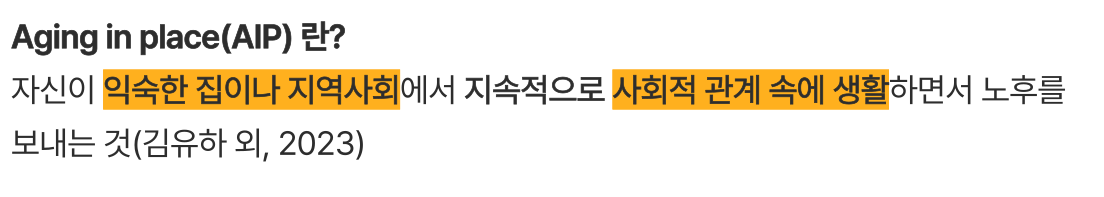 Aging in place(AIP) 란?
자신이 익숙한 집이나 지역사회에서 지속적으로 사회적 관계 속에 생활하면서 노후를
보내는 것(김유하 외, 2023)